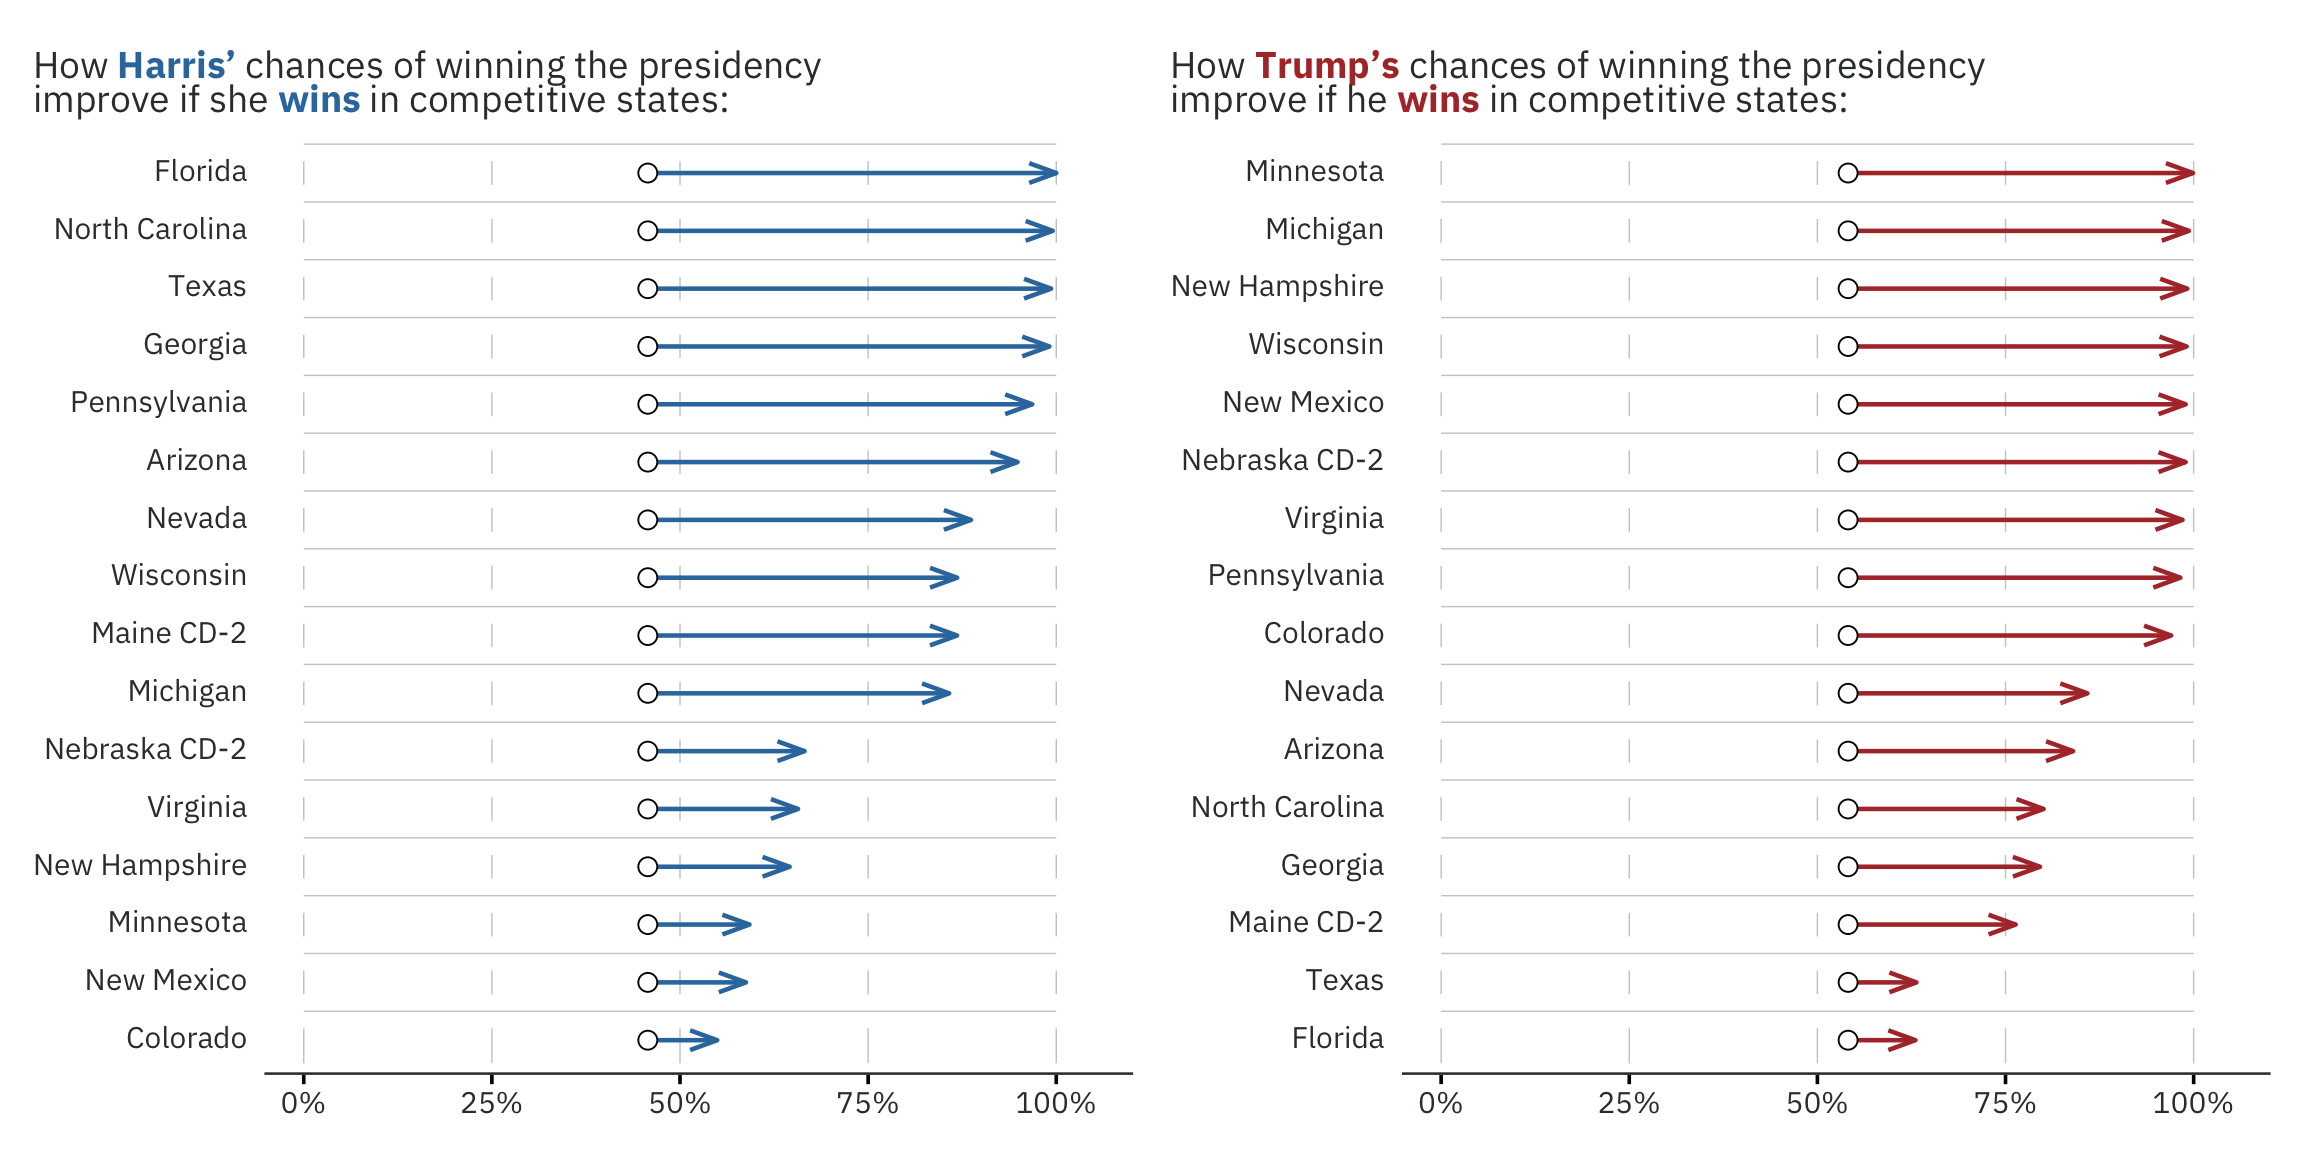 How Harris’ chances of winning the presidency
improve if she wins in competitive states:
Florida
North Carolina
Texas
Georgia
Pennsylvania
Arizona
Nevada
Wisconsin
Maine CD-2
Michigan
Nebraska CD-2
Virginia
New Hampshire
Minnesota
New Mexico
Colorado
0% 25% 50% 75% 100%
How Trump’s chances of winning the presidency
improve if he wins in competitive states:
Minnesota
Michigan
New Hampshire
Wisconsin
New Mexico
Nebraska CD-2
Virginia
Pennsylvania
Colorado
Nevada
Arizona
North Carolina
Georgia
Maine CD-2
Texas
Florida
0% 25% 50% 75% 100%